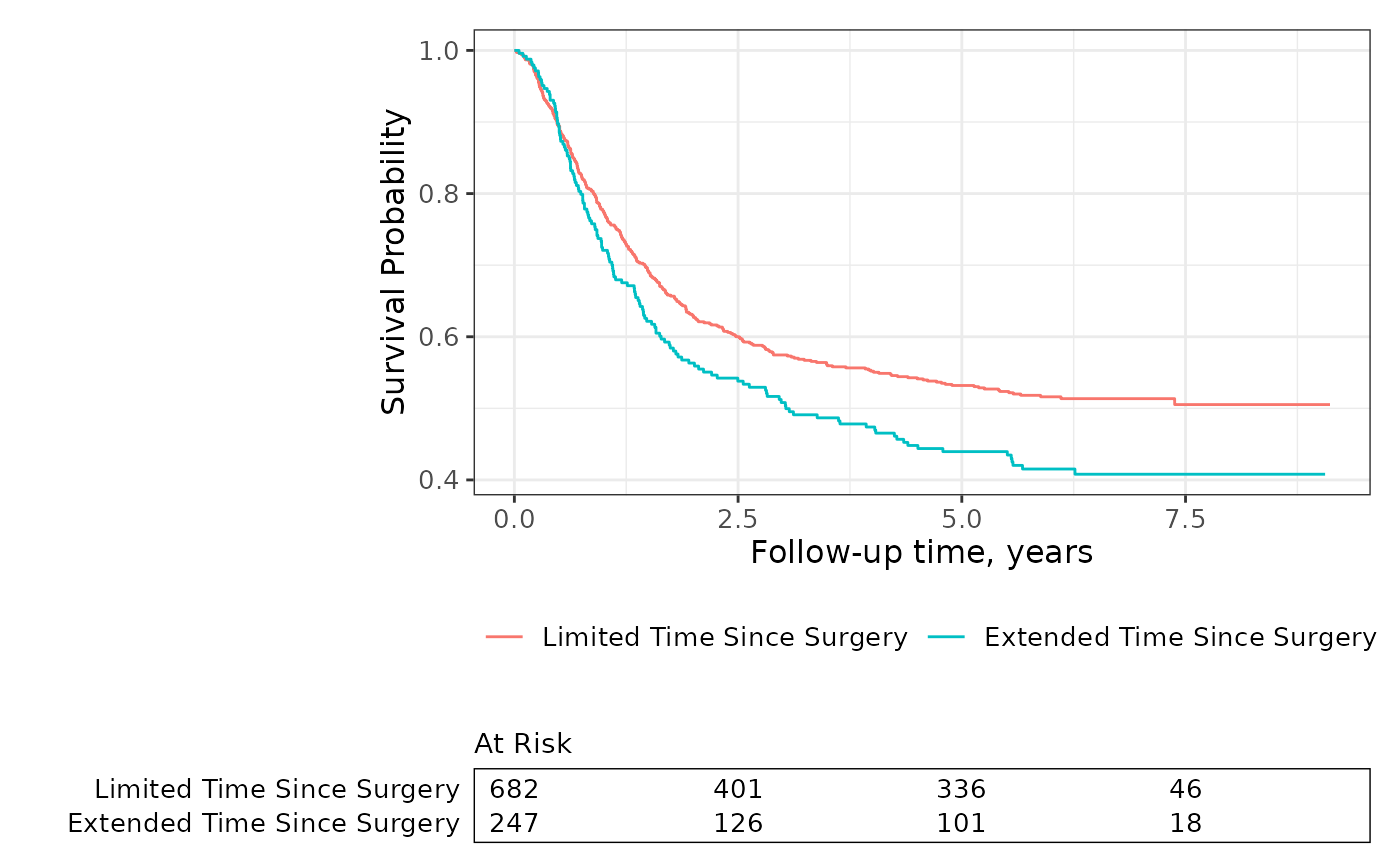 1.0
0.8
0.6
0.4
Survival Probability
0.0 2.5 5.0 7.5
Follow-up time, years
Limited Time Since Surgery Extended Time Since Surgery
At Risk
Limited Time Since Surgery 682 401 336 46
Extended Time Since Surgery 247 126 101 18